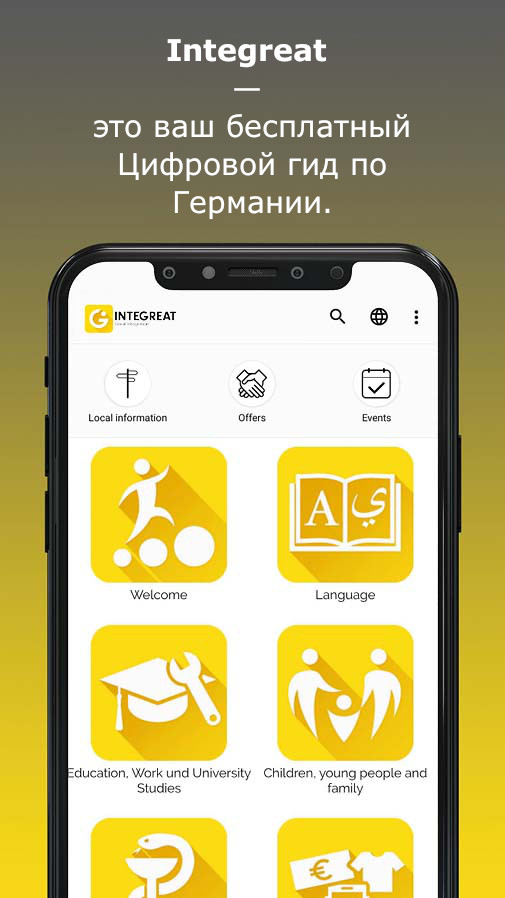 Integreat
—
это ваш бесплатный
Цифровой гид по
Германии.
INTEGREAT
Local information
Offers
Events
A ي
Welcome
Language
Education, Work und University
Studies
Children, young people and
family
€